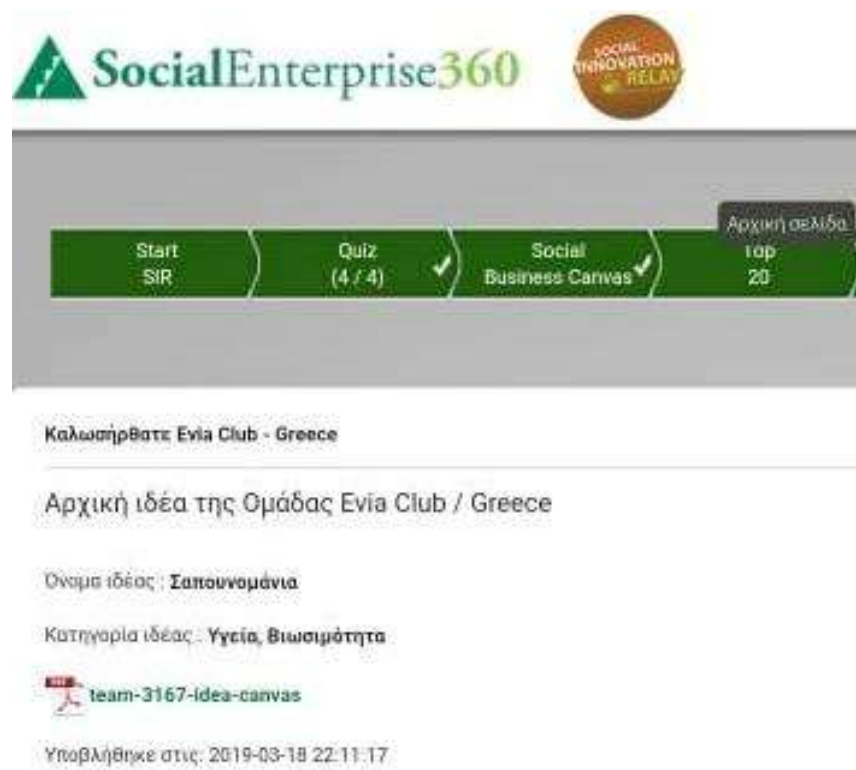 SocialEnterprise360
SOCIAL
INNOVATION
RELAY
Αρχική σελίδα
Start
SIR
Quiz
(4 / 4)
Social
Business Canvas
Top
20
Καλωσήρθατε Evia Club - Greece
Αρχική ιδέα της Ομάδας Evia Club / Greece
Όνομα ιδέας : Σαπουνομάνια
Κατηγορία ιδέας : Υγεία, Βιωσιμότητα
team-3167-idea-canvas
Υποβλήθηκε στις: 2019-03-18 22:11:17